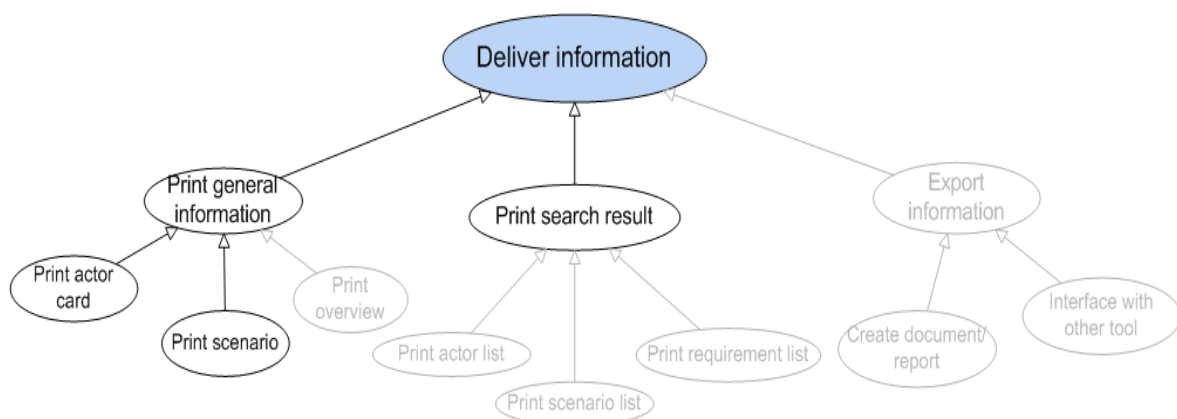 Deliver information
Print general
information
Print search result
Export
information
Print actor
card
Print scenario
Print
overview
Print actor list
Print scenario list
Print requirement list
Create document/
report
Interface with
other tool